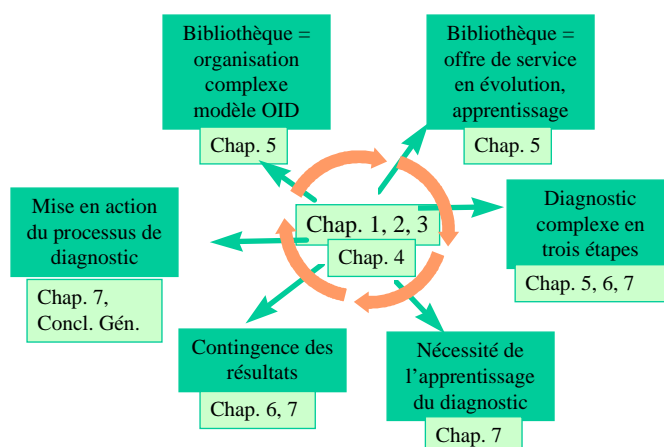 Bibliothèque =
organisation
complexe
modèle OID
Chap. 5
Bibliothèque =
offre de service
en évolution,
apprentissage
Chap. 5
Mise en action
du processus de
diagnostic
Chap. 7,
Concl. Gén.
Chap. 1, 2, 3
Chap. 4
Diagnostic
complexe en
trois étapes
Chap. 5, 6, 7
Contingence des
résultats
Chap. 6, 7
Nécessité de
l’apprentissage
du diagnostic
Chap. 7